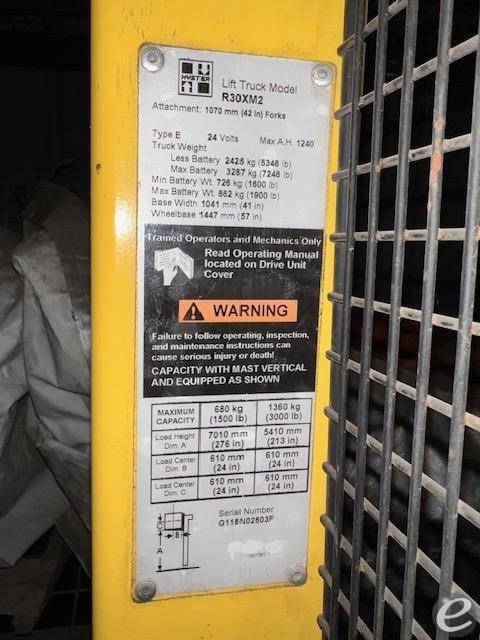 HYSTER
Lift Truck Model
R30XM2
Attachment: 1070 mm (42 in) Forks
Type E 24 Volts Max A.H. 1240
Truck Weight
Less Battery 2425 kg (5348 lb)
Max Battery 3287 kg (7248 lb)
Min Battery Wt. 726 kg (1600 lb)
Max Battery Wt. 862 kg (1900 lb)
Base Width 1041 mm (41 in)
Wheelbase 1447 mm (57 in)
Trained Operators and Mechanics Only
Read Operating Manual
located on Drive Unit
Cover
WARNING
Failure to follow operating, inspection,
and maintenance instructions can
cause serious injury or death!
CAPACITY WITH MAST VERTICAL
AND EQUIPPED AS SHOWN
MAXIMUM CAPACITY 680 kg (1500 lb) 1360 kg (3000 lb)
Load Height Dim. A 7010 mm (276 in) 5410 mm (213 in)
Load Center Dim. B 610 mm (24 in) 610 mm (24 in)
Load Center Dim. C 610 mm (24 in) 610 mm (24 in)
Serial Number
G118N02803F
C
B
A
e